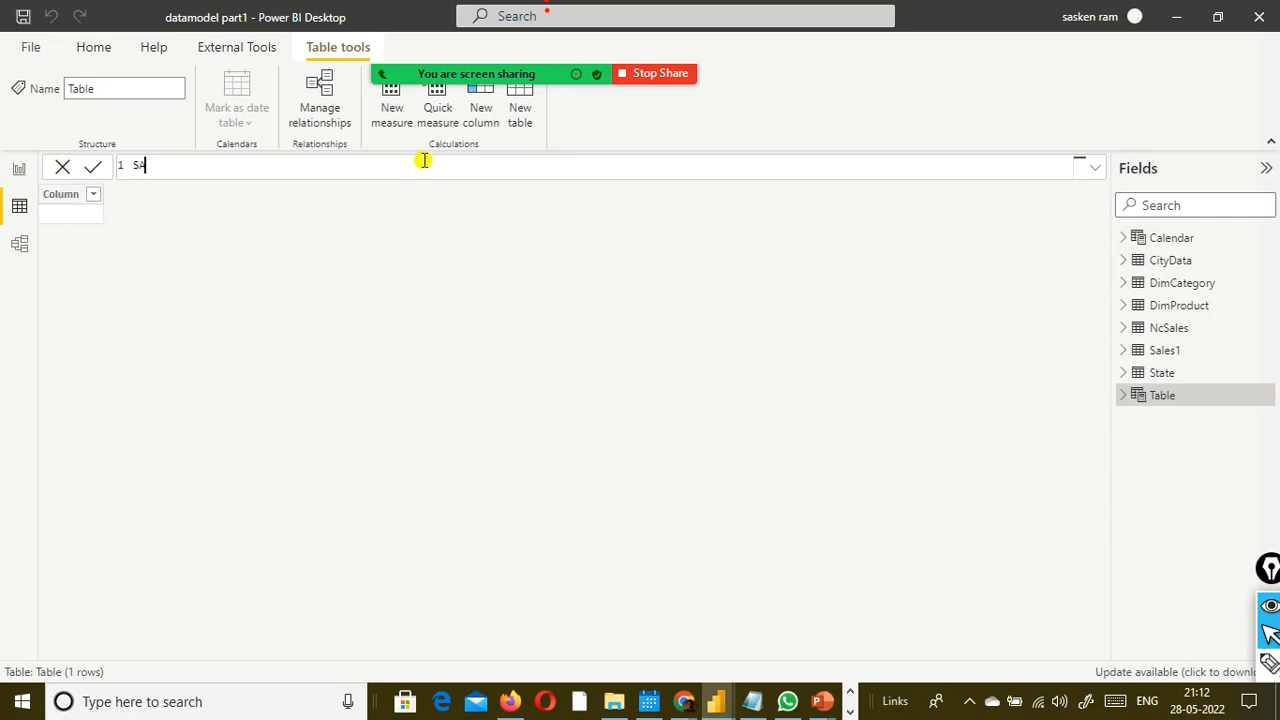 datamodel part1 - Power BI Desktop
Search
sasken ram
File
Home
Help
External Tools
Table tools
You are screen sharing
Stop Share
Name
Table
Mark as date
table
Manage
relationships
New
measure
Quick
measure
New
column
New
table
Structure
Calendars
Relationships
Calculations
1 SA
Column
Fields
Search
Calendar
CityData
DimCategory
DimProduct
NcSales
Sales1
State
Table
Table: Table (1 rows)
Update available (click to downl
Type here to search
Links
ENG
21:12
28-05-2022